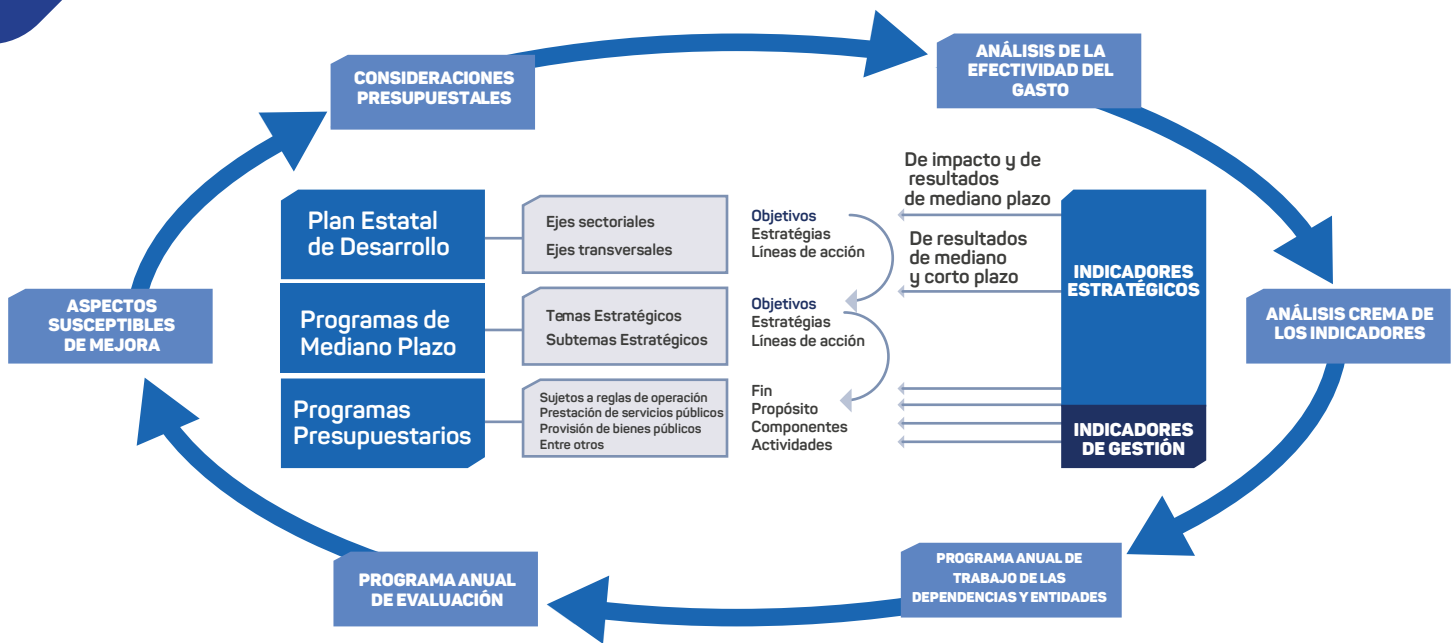 CONSIDERACIONES
PRESUPUESTALES
ANÁLISIS DE LA
EFECTIVIDAD DEL
GASTO
De impacto y de
resultados
de mediano plazo
Plan Estatal
de Desarrollo
Ejes sectoriales
Ejes transversales
Objetivos
Estratégias
Líneas de acción
De resultados
de mediano
y corto plazo
INDICADORES
ESTRATÉGICOS
ASPECTOS
SUSCEPTIBLES
DE MEJORA
Programas de
Mediano Plazo
Temas Estratégicos
Subtemas Estratégicos
Objetivos
Estratégias
Líneas de acción
ANÁLISIS CREMA DE
LOS INDICADORES
Programas
Presupuestarios
Sujetos a reglas de operación
Prestación de servicios públicos
Provisión de bienes públicos
Entre otros
Fin
Propósito
Componentes
Actividades
INDICADORES
DE GESTIÓN
PROGRAMA ANUAL
DE EVALUACIÓN
PROGRAMA ANUAL DE
TRABAJO DE LAS
DEPENDENCIAS Y ENTIDADES